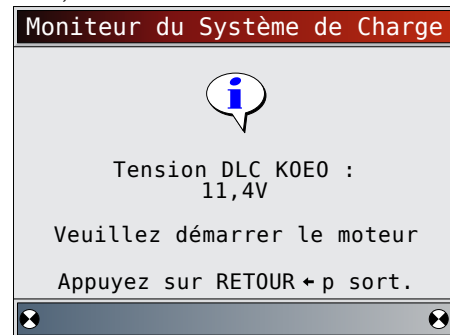 Moniteur du Système de Charge
i
Tension DLC KOEO :
11,4V
Veuillez démarrer le moteur
Appuyez sur RETOUR ← p sort.